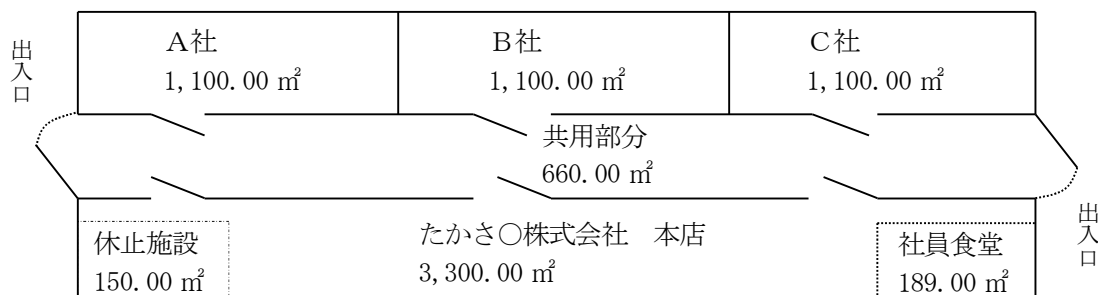 出入口
A社
1,100.00 ㎡
B社
1,100.00 ㎡
C社
1,100.00 ㎡
共用部分
660.00 ㎡
休止施設
150.00 ㎡
たかさ○株式会社　本店
3,300.00 ㎡
社員食堂
189.00 ㎡
出入口